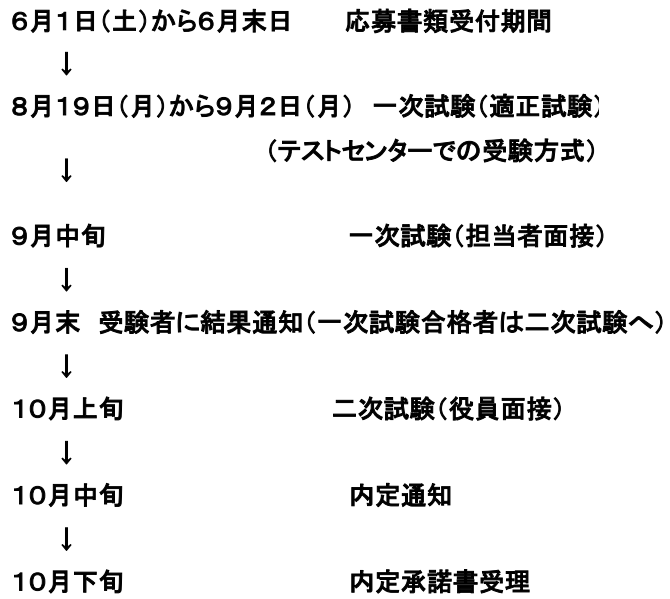 ６月１日（土）から６月末日　応募書類受付期間
↓
８月１９日（月）から９月２日（月）　一次試験（適正試験）
（テストセンターでの受験方式）
↓
９月中旬　一次試験（担当者面接）
↓
９月末　受験者に結果通知（一次試験合格者は二次試験へ）
↓
１０月上旬　二次試験（役員面接）
↓
１０月中旬　内定通知
↓
１０月下旬　内定承諾書受理